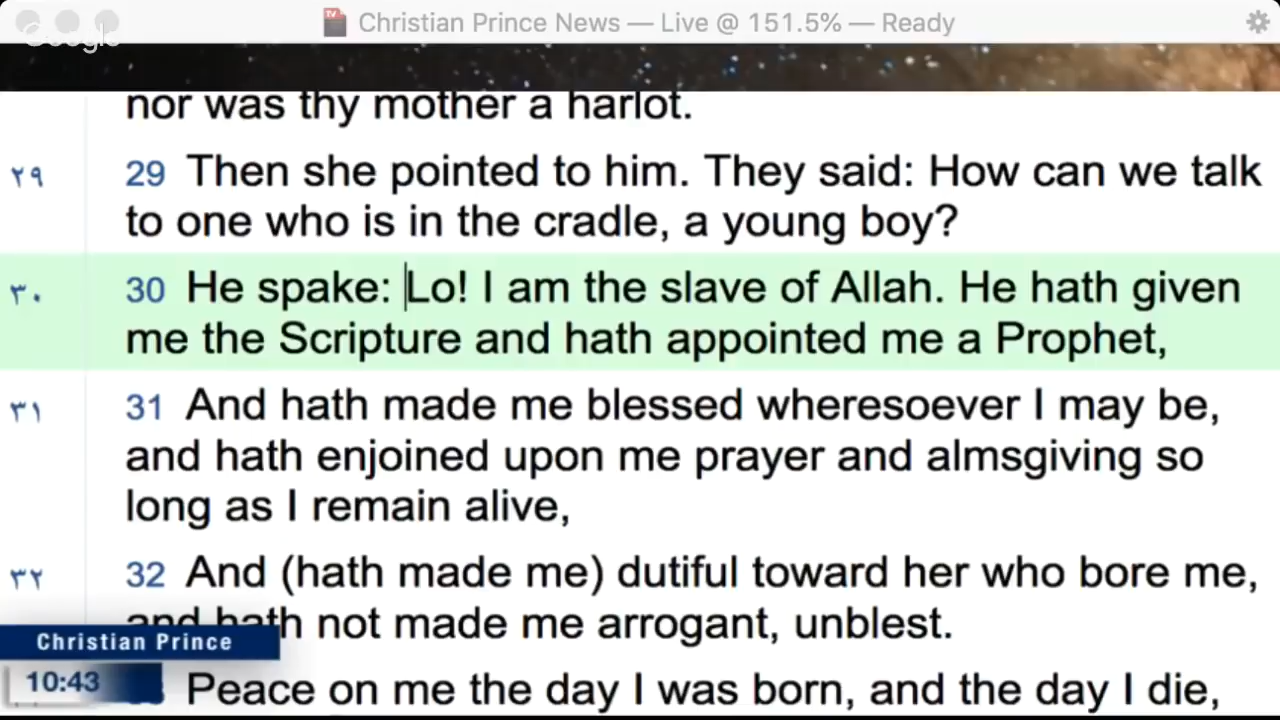 Christian Prince News — Live @ 151.5% — Ready
Google
nor was thy mother a harlot.
٢٩ 29 Then she pointed to him. They said: How can we talk
to one who is in the cradle, a young boy?
٣٠ 30 He spake: Lo! I am the slave of Allah. He hath given
me the Scripture and hath appointed me a Prophet,
٣١ 31 And hath made me blessed wheresoever I may be,
and hath enjoined upon me prayer and almsgiving so
long as I remain alive,
٣٢ 32 And (hath made me) dutiful toward her who bore me,
and hath not made me arrogant, unblest.
Christian Prince
10:43
Peace on me the day I was born, and the day I die,